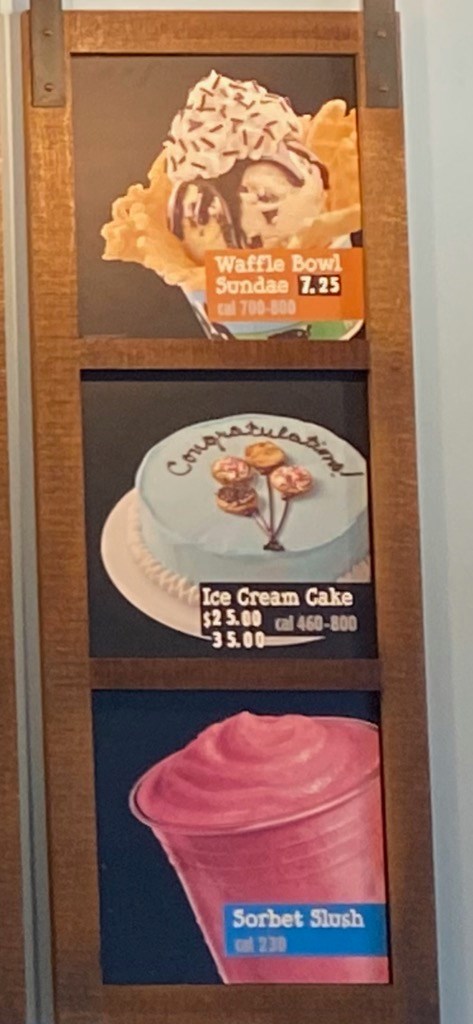 Waffle Bowl
Sundae 7.25
cal 700-800
Congratulations!
Ice Cream Cake
$25.00 cal 460-800
-35.00
Sorbet Slush
cal 230